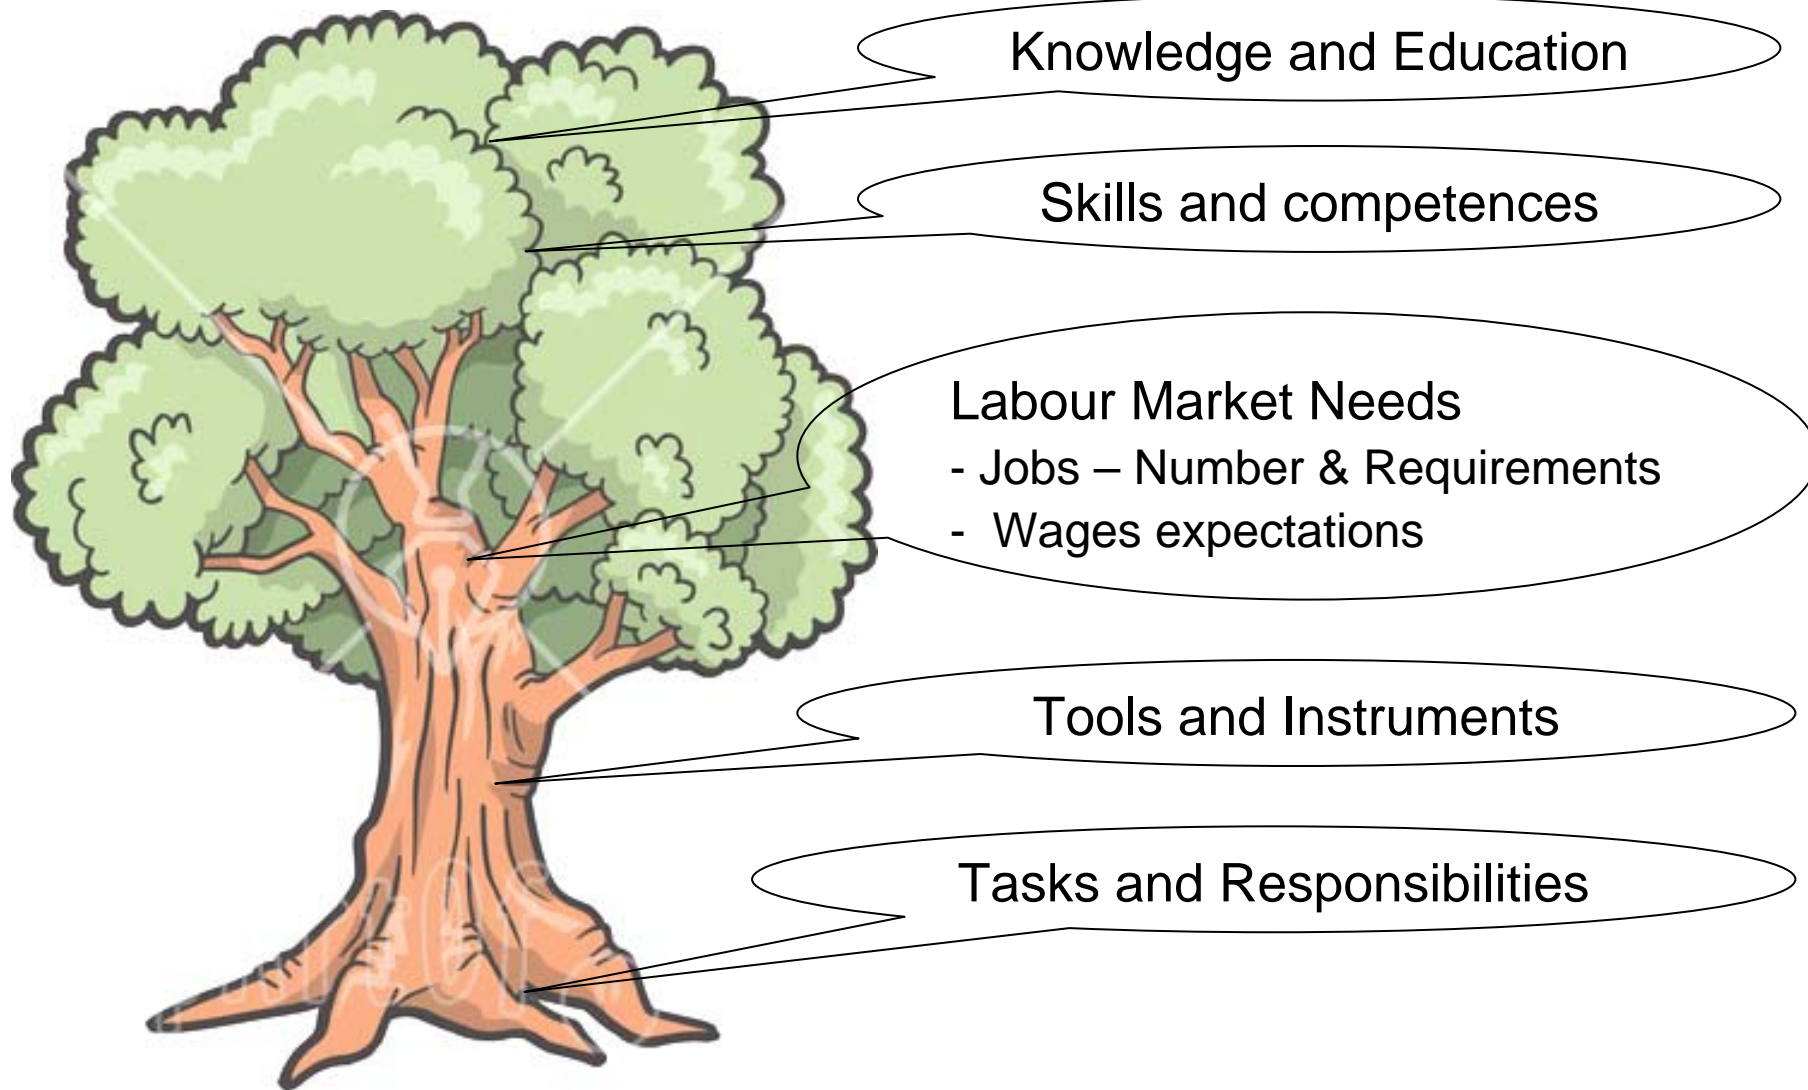 Knowledge and Education
Skills and competences
Labour Market Needs
- Jobs – Number & Requirements
- Wages expectations
Tools and Instruments
Tasks and Responsibilities